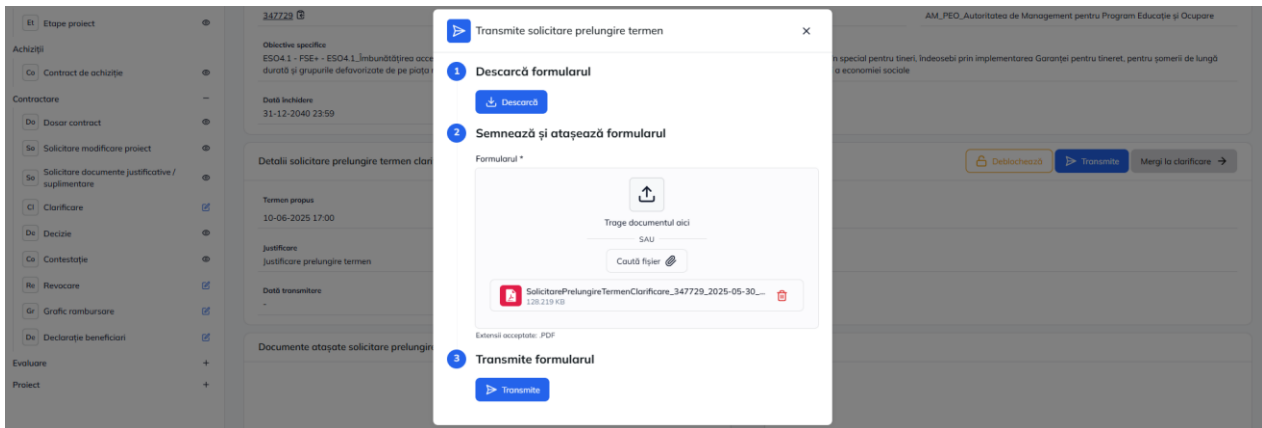 Et Etape proiect
Achiziții
Co Contract de achiziție
Contractare
Do Dosar contract
So Solicitare modificare proiect
So Solicitare documente justificative / suplimentare
Cl Clarificare
De Decizie
Co Contestație
Re Revocare
Gr Grafic rambursare
De Declarație beneficiari
Evaluare +
Proiect +
347729
AM_PEO_Autoritatea de Management pentru Program Educație și Ocupare
Obiective specifice
ESO4.1 - FSE+ - ESO4.1_Îmbunătățirea acce
n special pentru tineri, îndeosebi prin implementarea Garanței pentru tineret, pentru șomerii de lungă
durată și grupurile defavorizate de pe piața
a economiei sociale
Dată închidere
31-12-2040 23:59
Detalii solicitare prelungire termen clari
Deblochează
Transmite
Mergi la clarificare →
Termen propus
10-06-2025 17:00
Justificare
Justificare prelungire termen
Dată transmitere
-
Documente atașate solicitare prelungire
Transmite solicitare prelungire termen ×
1 Descarcă formularul
Descarcă
2 Semnează și atașează formularul
Formularul *
Trage documentul aici
SAU
Caută fișier
SolicitarePrelungireTermenClarificare_347729_2025-05-30_...
128.219 KB
Extensii acceptate: .PDF
3 Transmite formularul
Transmite